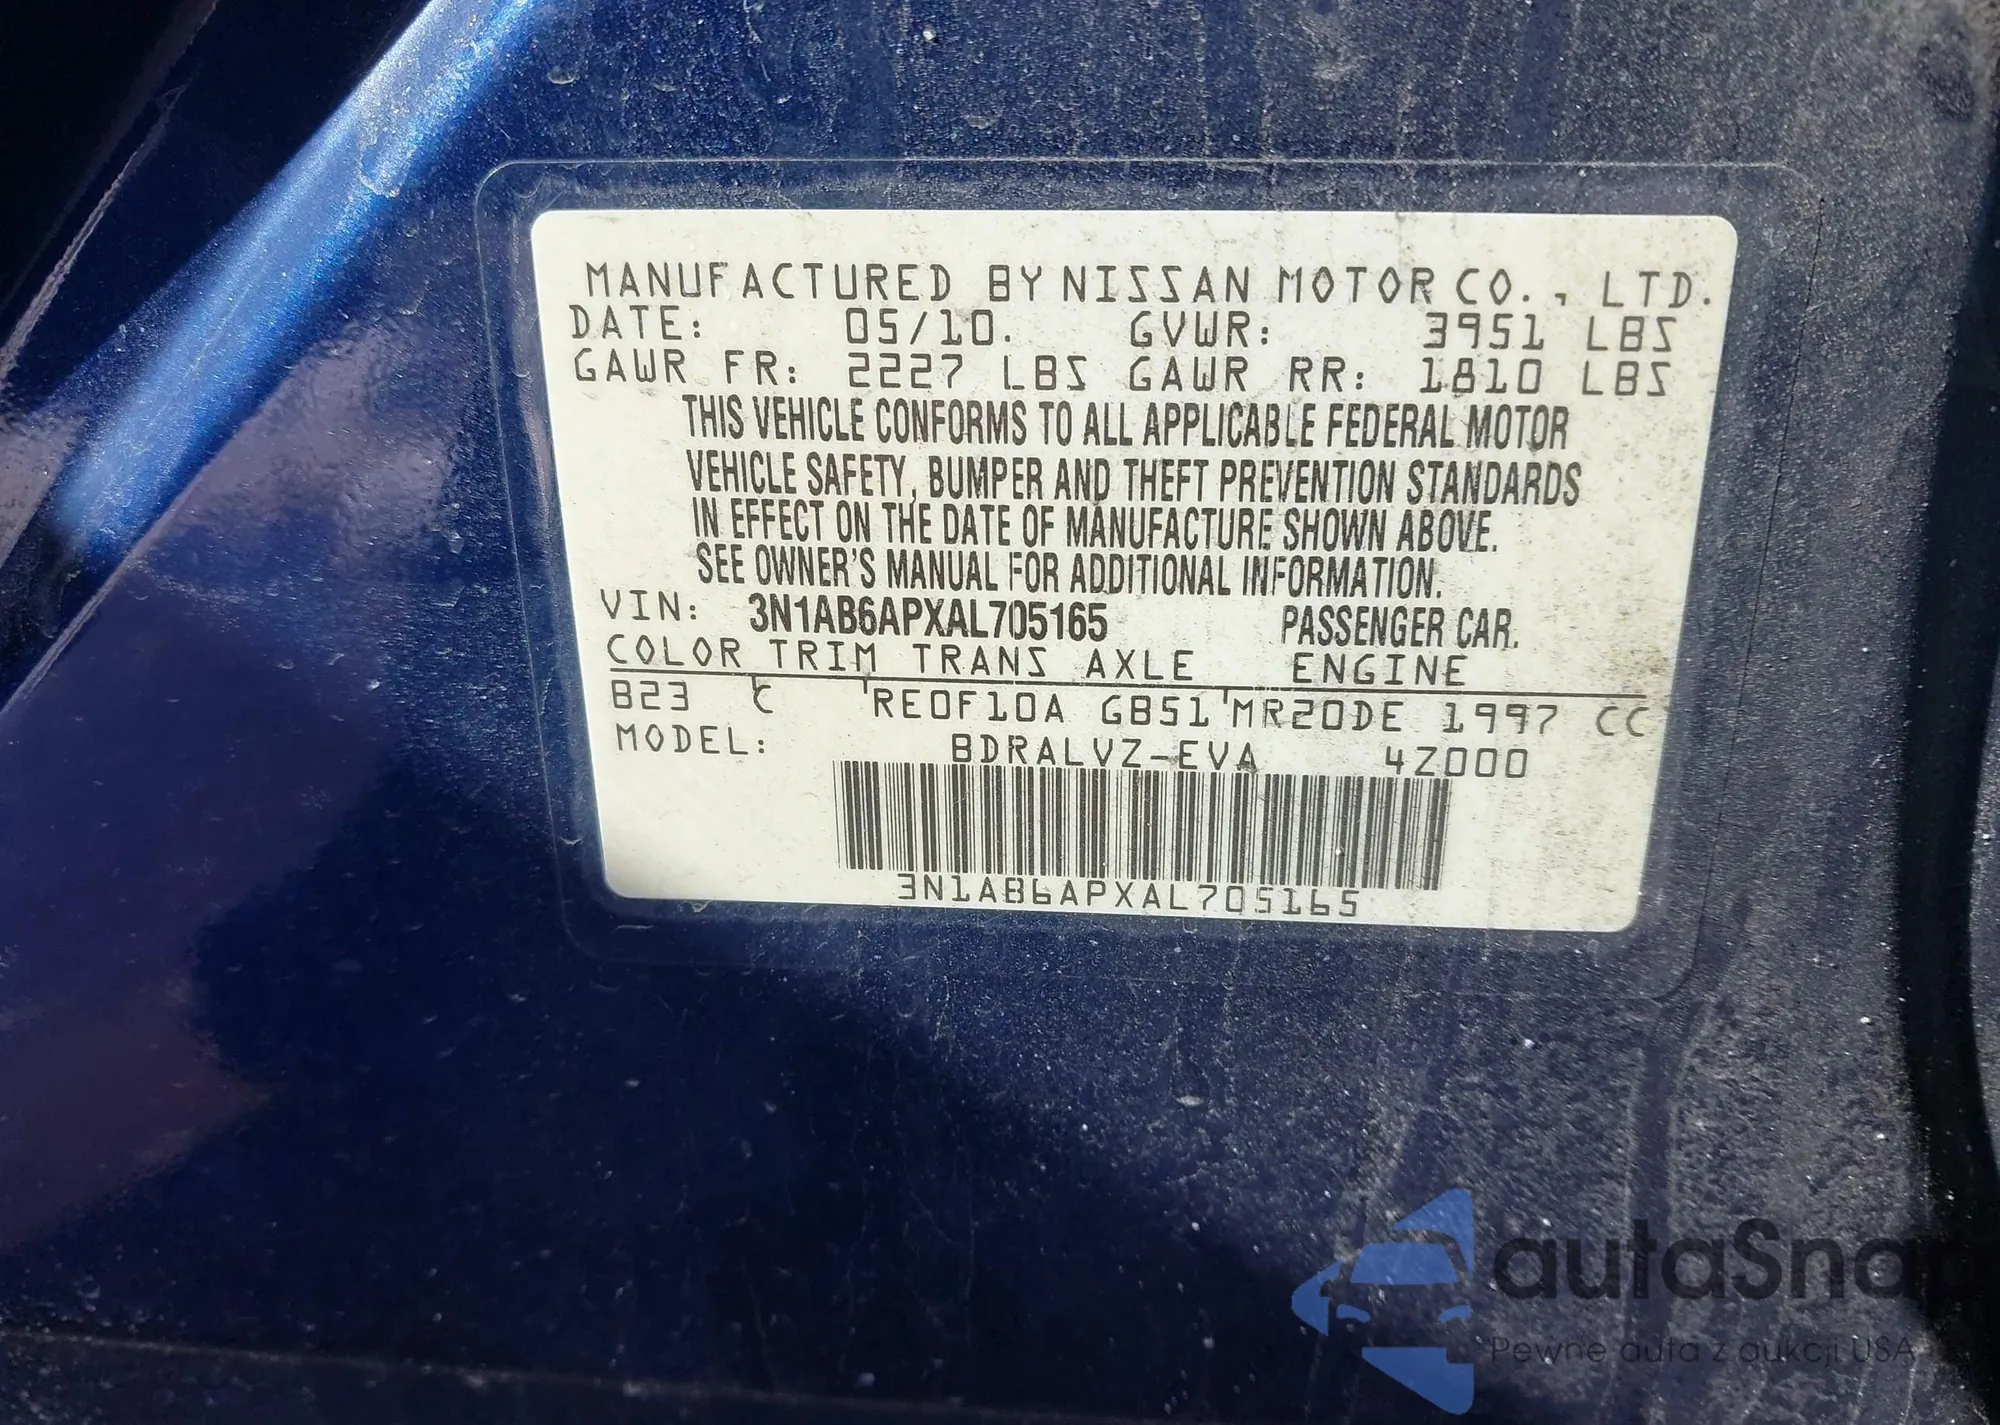 MANUFACTURED BY NISSAN MOTOR CO., LTD.
DATE: 05/10. GVWR: 3951 LBS
GAWR FR: 2227 LBS GAWR RR: 1810 LBS
THIS VEHICLE CONFORMS TO ALL APPLICABLE FEDERAL MOTOR
VEHICLE SAFETY, BUMPER AND THEFT PREVENTION STANDARDS
IN EFFECT ON THE DATE OF MANUFACTURE SHOWN ABOVE.
SEE OWNER'S MANUAL FOR ADDITIONAL INFORMATION.
VIN: 3N1AB6APXAL705165 PASSENGER CAR.
COLOR TRIM TRANS AXLE ENGINE
B23 C RE0F10A GB51 MR20DE 1997 CC
MODEL: BDRALVZ-EVA 4Z000
3N1AB6APXAL705165
autaSnap
Pewne auta z aukcji USA